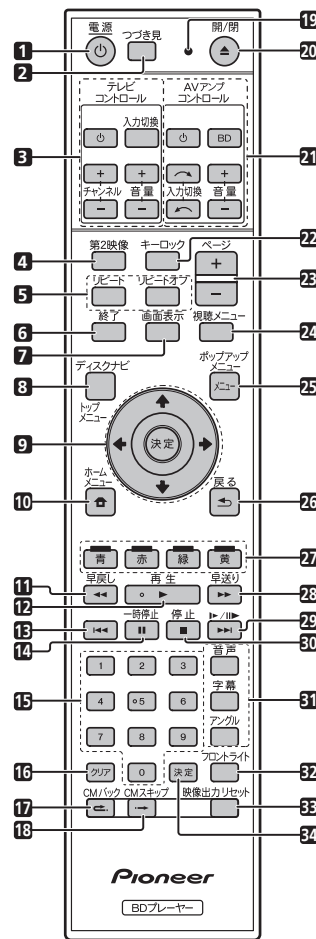 電源
つづき見
開/閉
19
1
20
2
テレビ
コントロール
AVアンプ
コントロール
入力切換
BD
3
21
+
+
+
チャンネル
音量
入力切換
音量
−
−
−
第2映像
キーロック
ページ
4
22
+
リピート
リピートオフ
23
5
−
終了
画面表示
視聴メニュー
6
24
7
ディスクナビ
ポップアップ
メニュー
8
メニュー
25
トップ
メニュー
9
決定
ホーム
メニュー
戻る
10
26
青
赤
緑
黄
27
早戻し
再生
早送り
11
28
12
一時停止
停止
13
29
14
30
音声
1
2
3
15
字幕
31
4
5
6
アングル
7
8
9
フロントライト
16
クリア
0
決定
32
CMバック
CMスキップ
映像出力リセット
17
33
18
34
Pioneer
BDプレーヤー